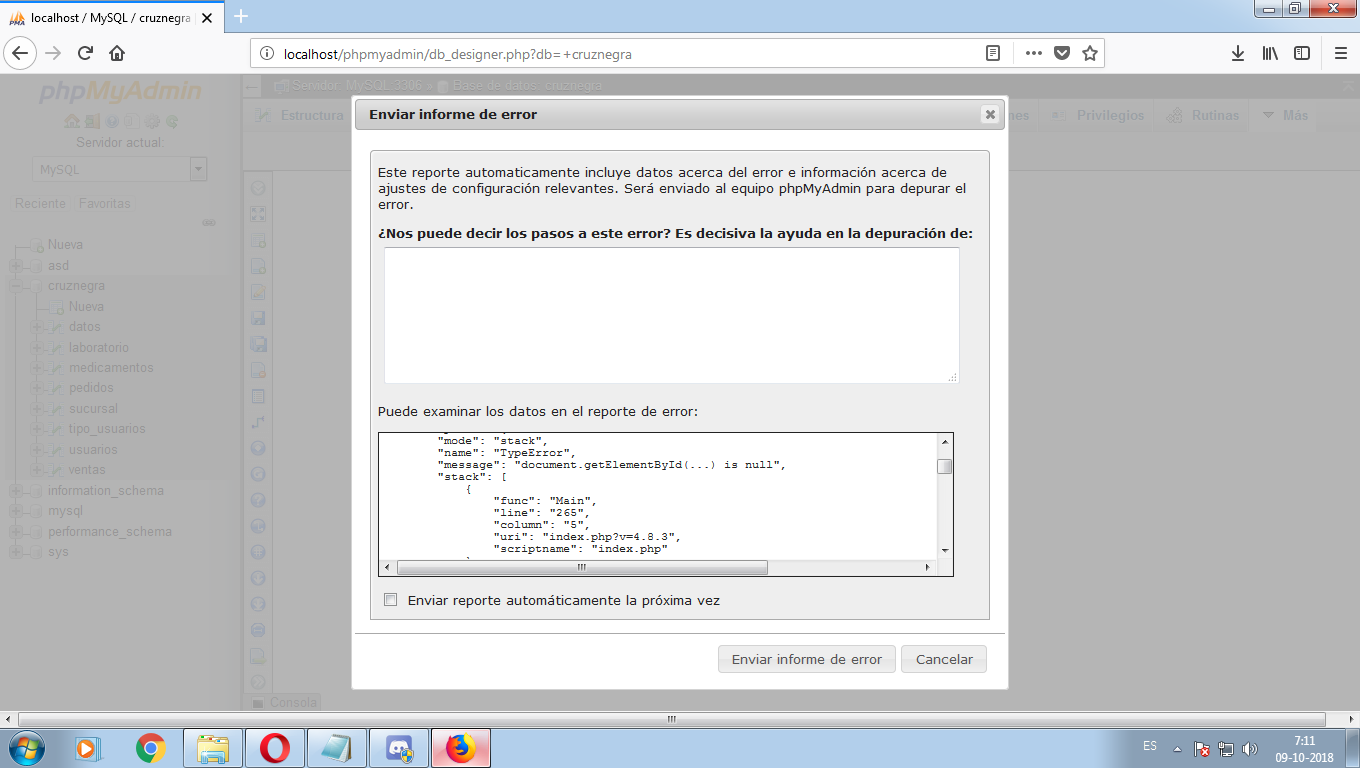 localhost / MySQL / cruznegra
localhost/phpmyadmin/db_designer.php?db=+cruznegra
phpMyAdmin
Servidor actual:
MySQL
Reciente Favoritas
Nueva
asd
cruznegra
Nueva
datos
laboratorio
medicamentos
pedidos
sucursal
tipo_usuarios
usuarios
ventas
information_schema
mysql
performance_schema
sys
Servidor: MySQL:3306 » Base de datos: cruznegra
Estructura
nes
Privilegios
Rutinas
Más
Enviar informe de error
Este reporte automaticamente incluye datos acerca del error e información acerca de
ajustes de configuración relevantes. Será enviado al equipo phpMyAdmin para depurar el
error.
¿Nos puede decir los pasos a este error? Es decisiva la ayuda en la depuración de:
Puede examinar los datos en el reporte de error:
"mode": "stack",
"name": "TypeError",
"message": "document.getElementById(...) is null",
"stack": [
{
"func": "Main",
"line": "265",
"column": "5",
"uri": "index.php?v=4.8.3",
"scriptname": "index.php"
Enviar reporte automáticamente la próxima vez
Enviar informe de error
Cancelar
Consola
ES
7:11
09-10-2018